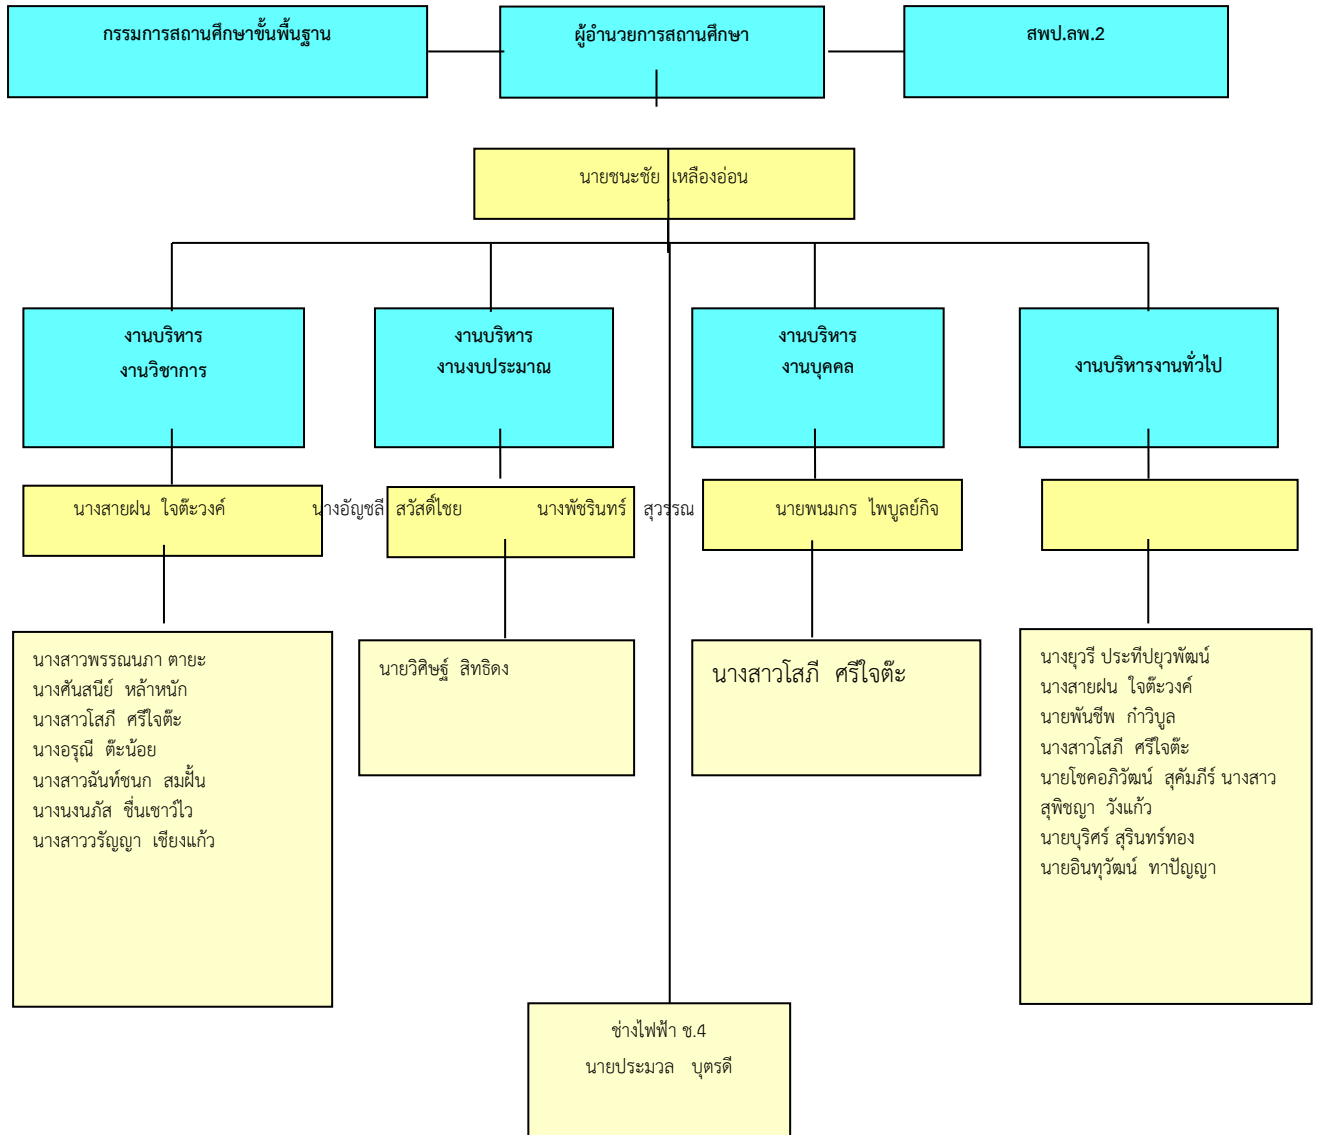 กรรมการสถานศึกษาขั้นพื้นฐาน
ผู้อำนวยการสถานศึกษา
สพป.ลพ.2
นายชนะชัย เหลืองอ่อน
งานบริหาร
งานวิชาการ
งานบริหาร
งานงบประมาณ
งานบริหาร
งานบุคคล
งานบริหารงานทั่วไป
นางสายฝน ใจต๊ะวงค์ นางอัญชลี สวัสดิ์ไชย นางพัชรินทร์ สุวรรณ นายพนมกร ไพบูลย์กิจ
นางสาวพรรณนภา ตายะ
นางศันสนีย์ หล้าหนัก
นางสาวโสภี ศรีใจต๊ะ
นางอรุณี ต๊ะน้อย
นางสาวฉันท์ชนก สมฝั้น
นางนงนภัส ชื่นเชาว์ไว
นางสาววรัญญา เชียงแก้ว
นายวิศิษฐ์ สิทธิดง
นางสาวโสภี ศรีใจต๊ะ
นางยุวรี ประทีปยุวพัฒน์
นางสายฝน ใจต๊ะวงค์
นายพันชีพ ก๋าวิบูล
นางสาวโสภี ศรีใจต๊ะ
นายโชคอภิวัฒน์ สุคัมภีร์ นางสาว
สุพิชญา วังแก้ว
นายบุริศร์ สุรินทร์ทอง
นายอินทุวัฒน์ ทาปัญญา
ช่างไฟฟ้า ช.4
นายประมวล บุตรดี